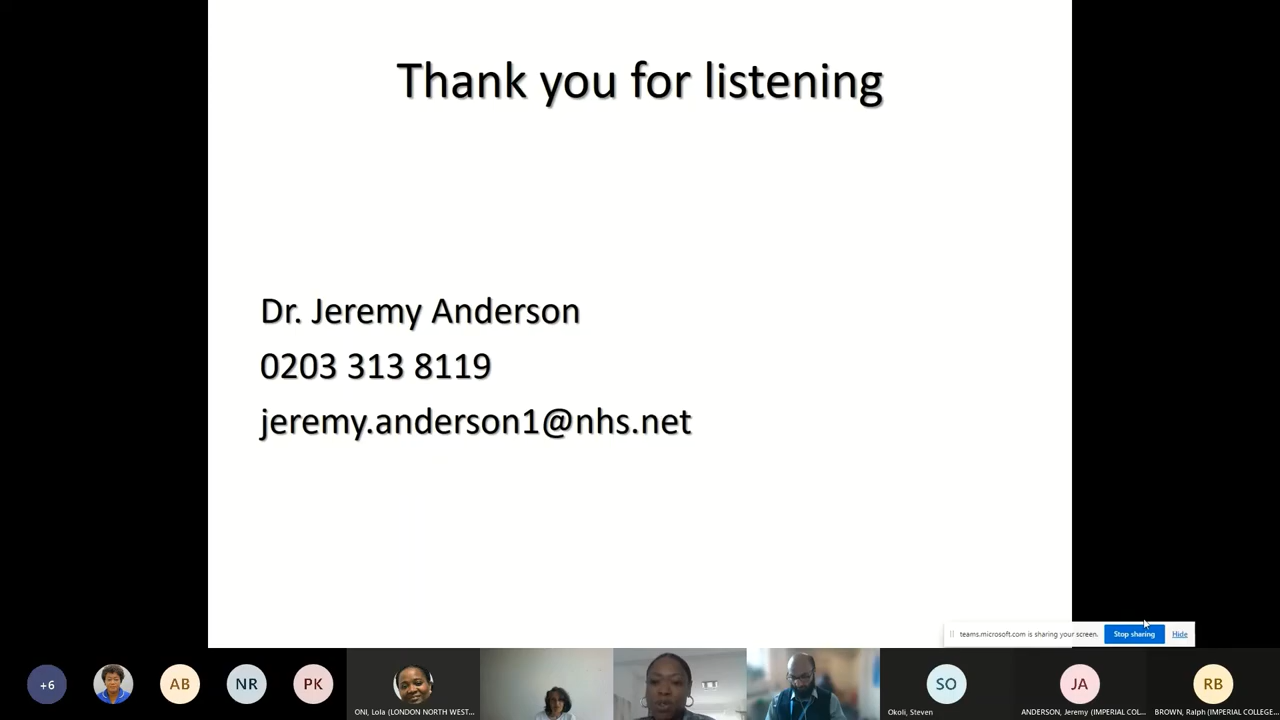 Thank you for listening
Dr. Jeremy Anderson
0203 313 8119
jeremy.anderson1@nhs.net
teams.microsoft.com is sharing your screen.
Stop sharing
Hide
+6
AB
NR
PK
SO
JA
RB
ONI, Lola (LONDON NORTH WEST...
Okoli, Steven
ANDERSON, Jeremy (IMPERIAL COL...
BROWN, Ralph (IMPERIAL COLLEGE...